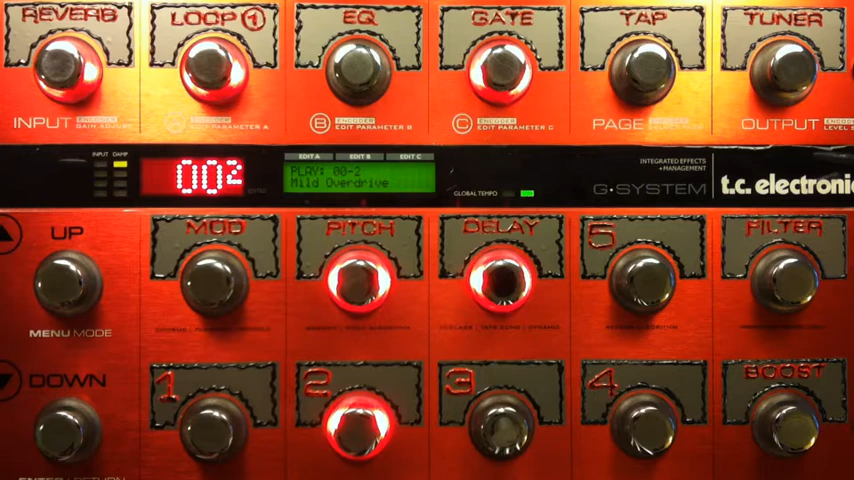 REVERB
LOOP 1
EQ
GATE
TAP
TUNER
INPUT ENCODER GAIN ADJUST
A ENCODER EDIT PARAMETER A
B ENCODER EDIT PARAMETER B
C ENCODER EDIT PARAMETER C
PAGE
OUTPUT ENCODER
INPUT DAMP
EDIT A EDIT B EDIT C
002
PLAY: 00-2
Mild Overdrive
GLOBAL TEMPO
INTEGRATED EFFECTS
+MANAGEMENT
G·SYSTEM
t.c. electronic
UP
MOD
PITCH
DELAY
5
FILTER
MENU MODE
DOWN
1
2
3
4
BOOST